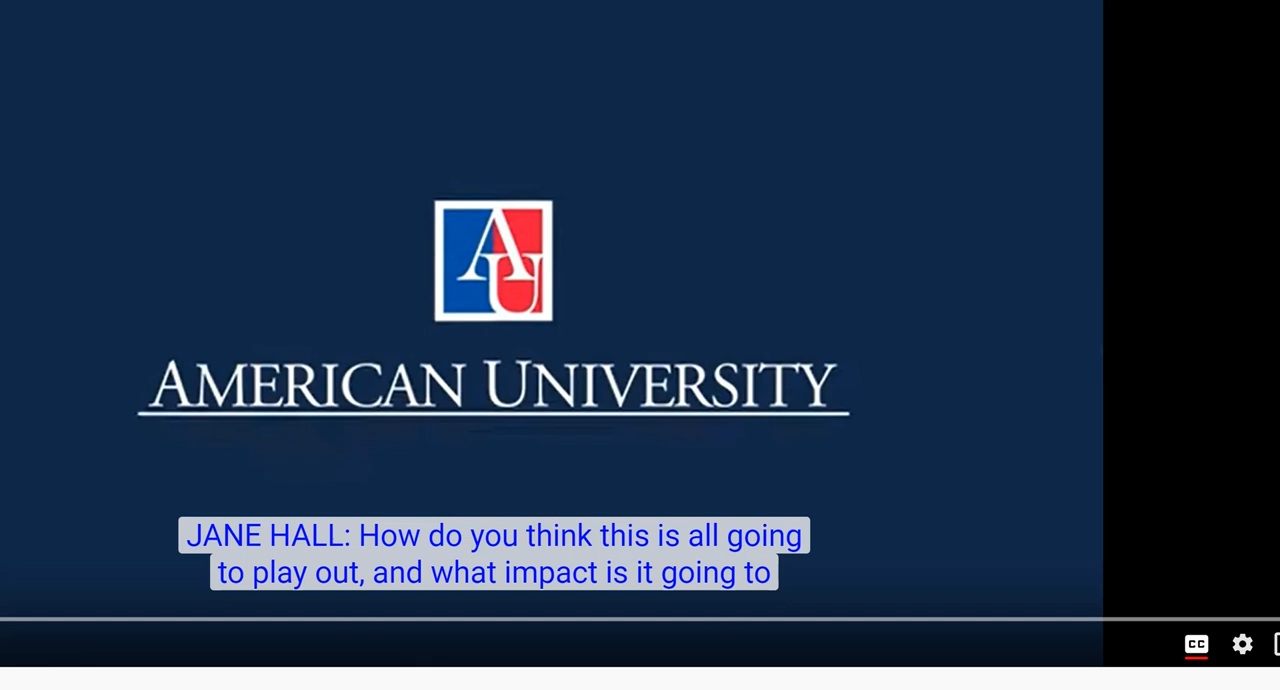 AU
AMERICAN UNIVERSITY
JANE HALL: How do you think this is all going
to play out, and what impact is it going to
CC